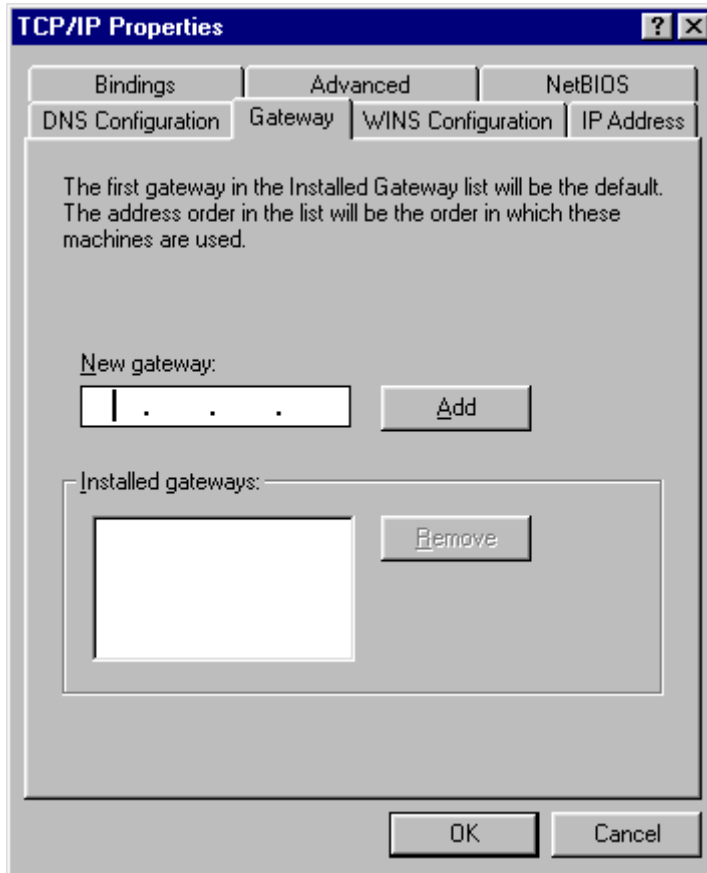 TCP/IP Properties
Bindings
Advanced
NetBIOS
DNS Configuration
Gateway
WINS Configuration
IP Address
The first gateway in the Installed Gateway list will be the default.
The address order in the list will be the order in which these
machines are used.
New gateway:
. . .
Add
Installed gateways:
Remove
OK
Cancel